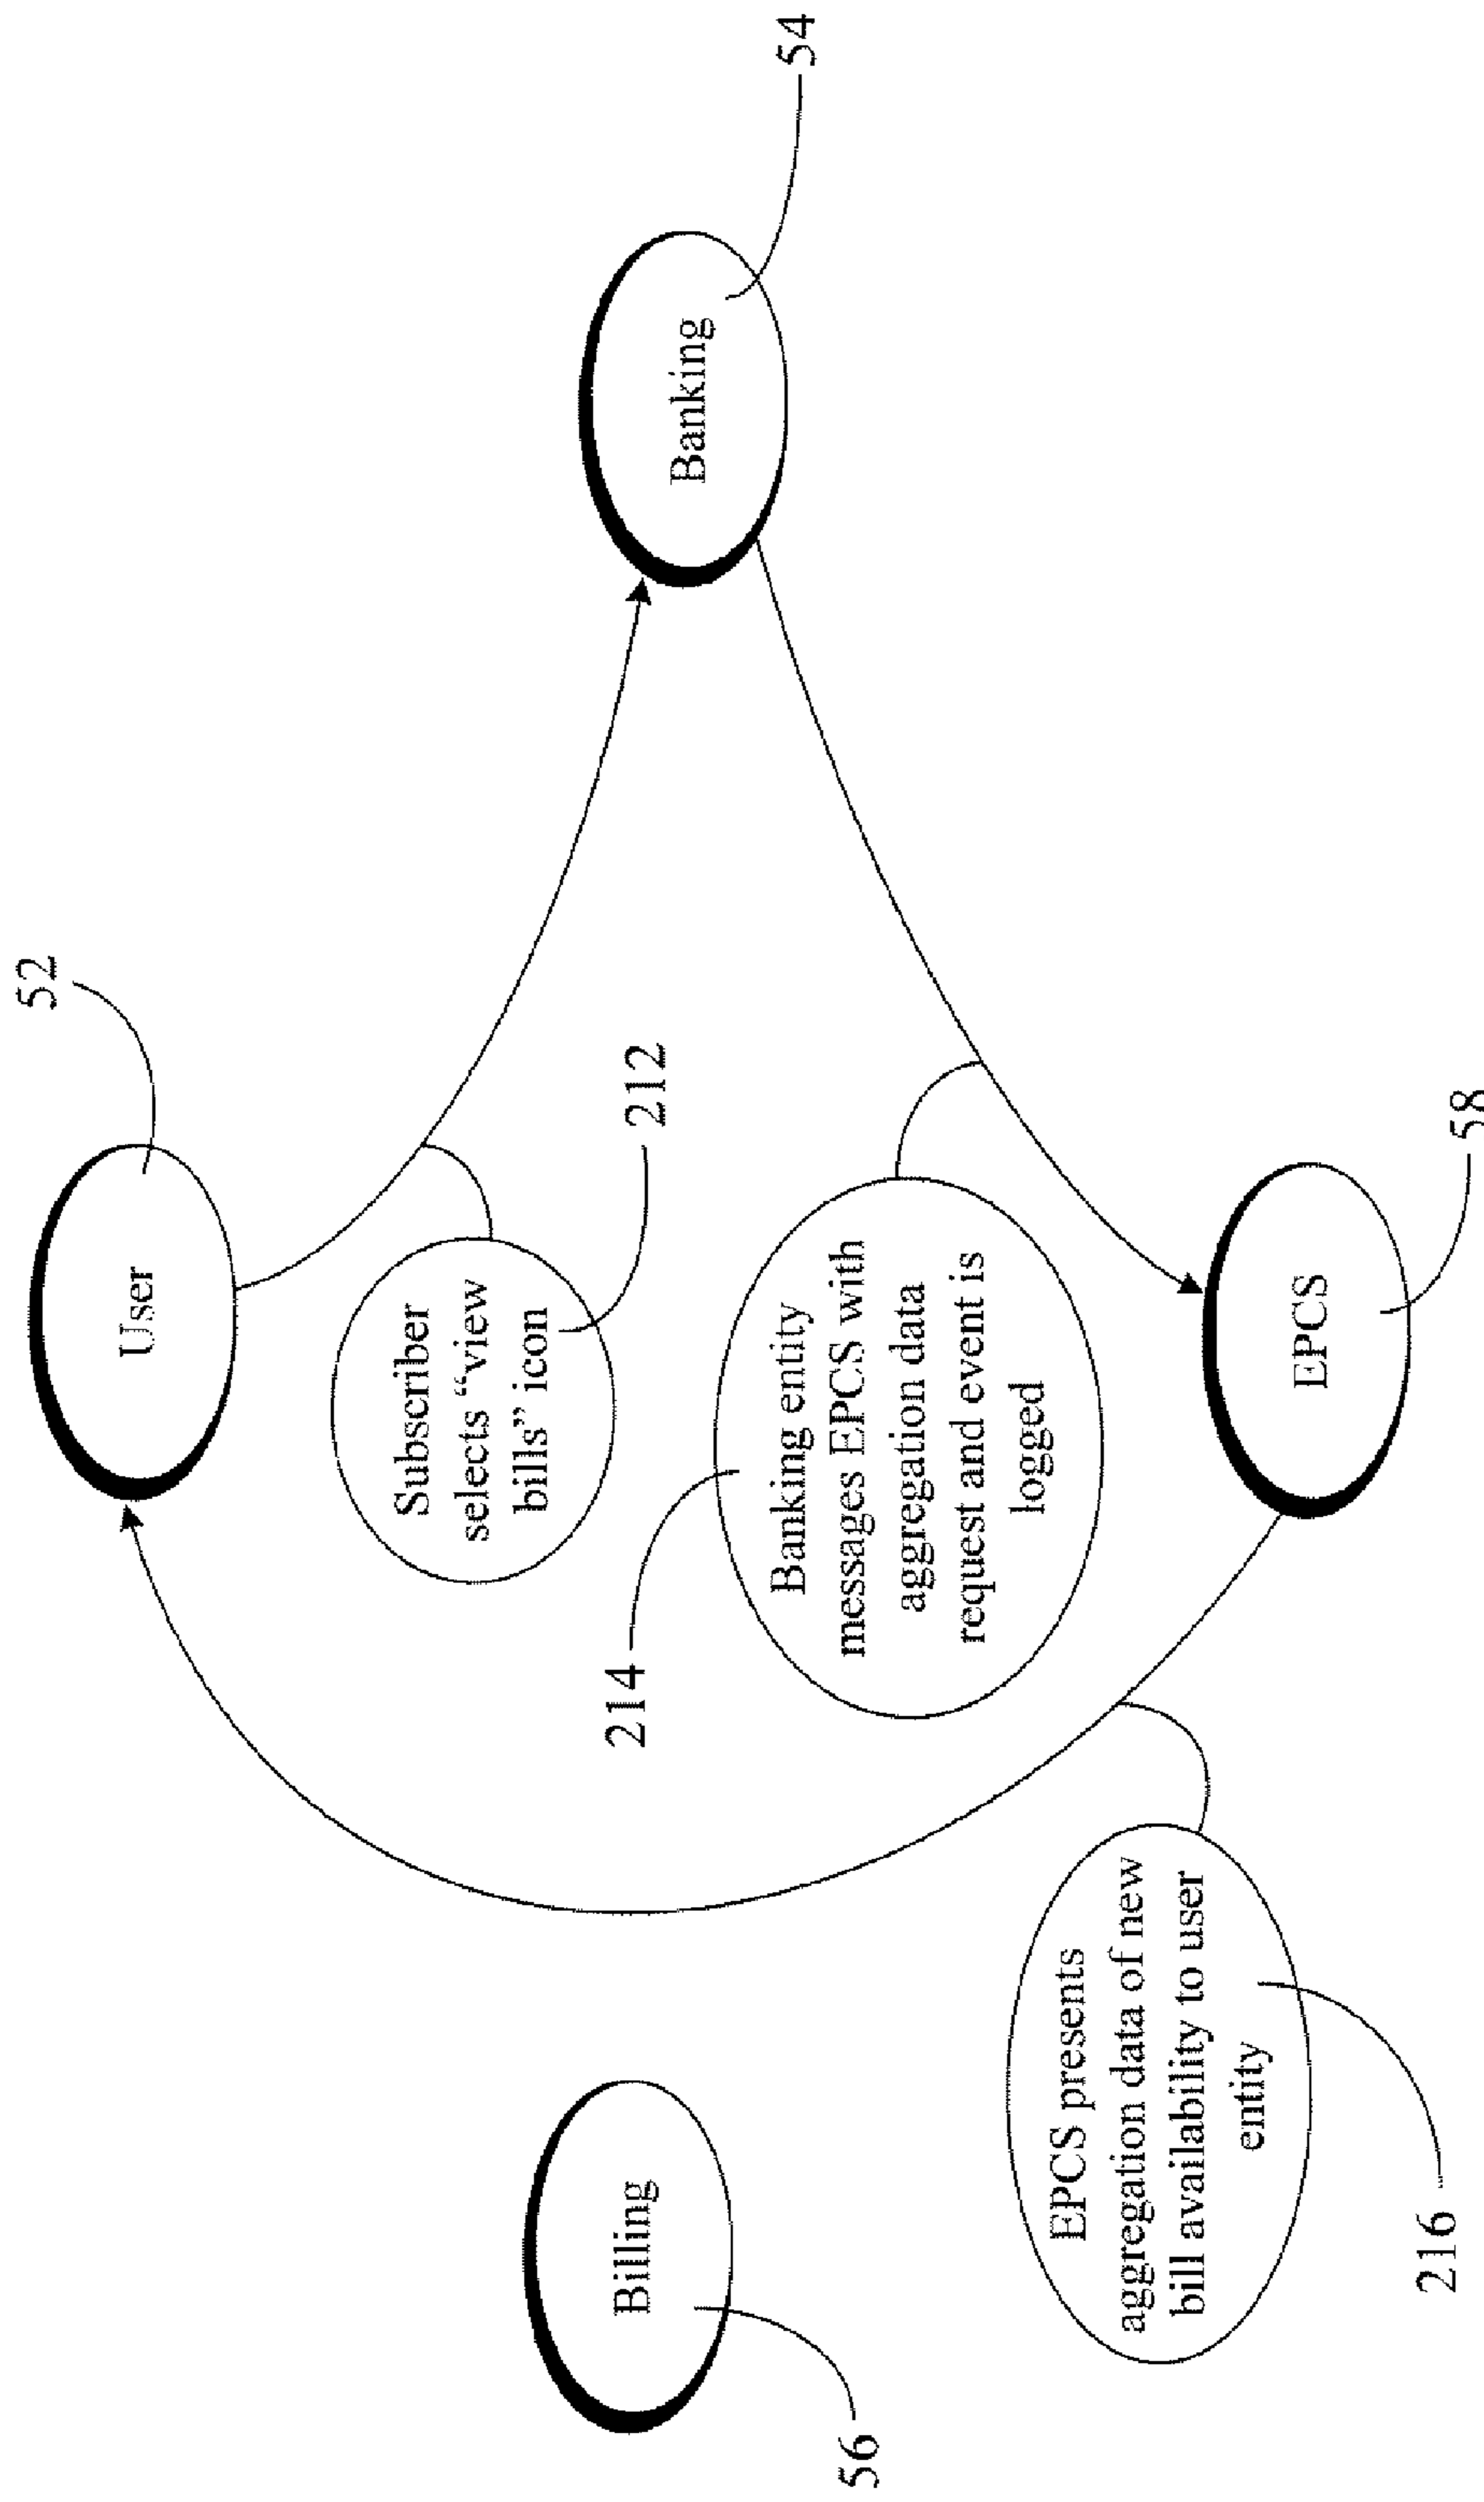 52
User
Subscriber
selects “view
bills” icon
212
Billing
56
Banking
54
214
Banking entity
messages EPCS with
aggregation data
request and event is
logged
EPCS presents
aggregation data of new
bill availability to user
entity
216
EPCS
58